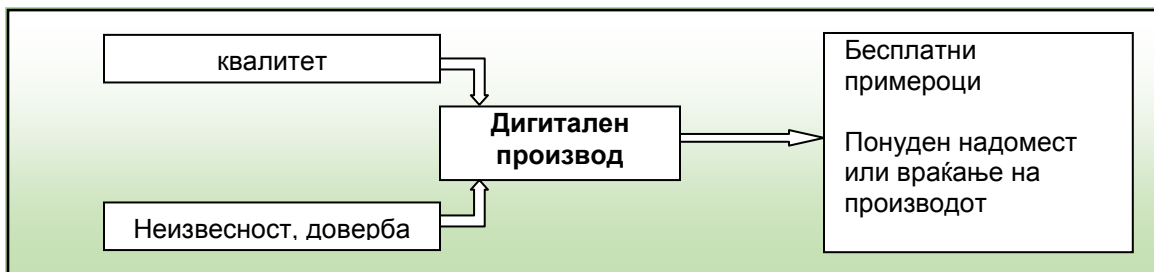 квалитет
Неизвесност, доверба
Дигитален
производ
Бесплатни
примероци
Понуден надомест
или враќање на
производот